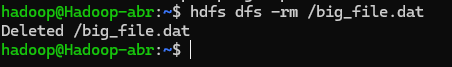 hadoop@Hadoop-abr:~$ hdfs dfs -rm /big_file.dat
Deleted /big_file.dat
hadoop@Hadoop-abr:~$